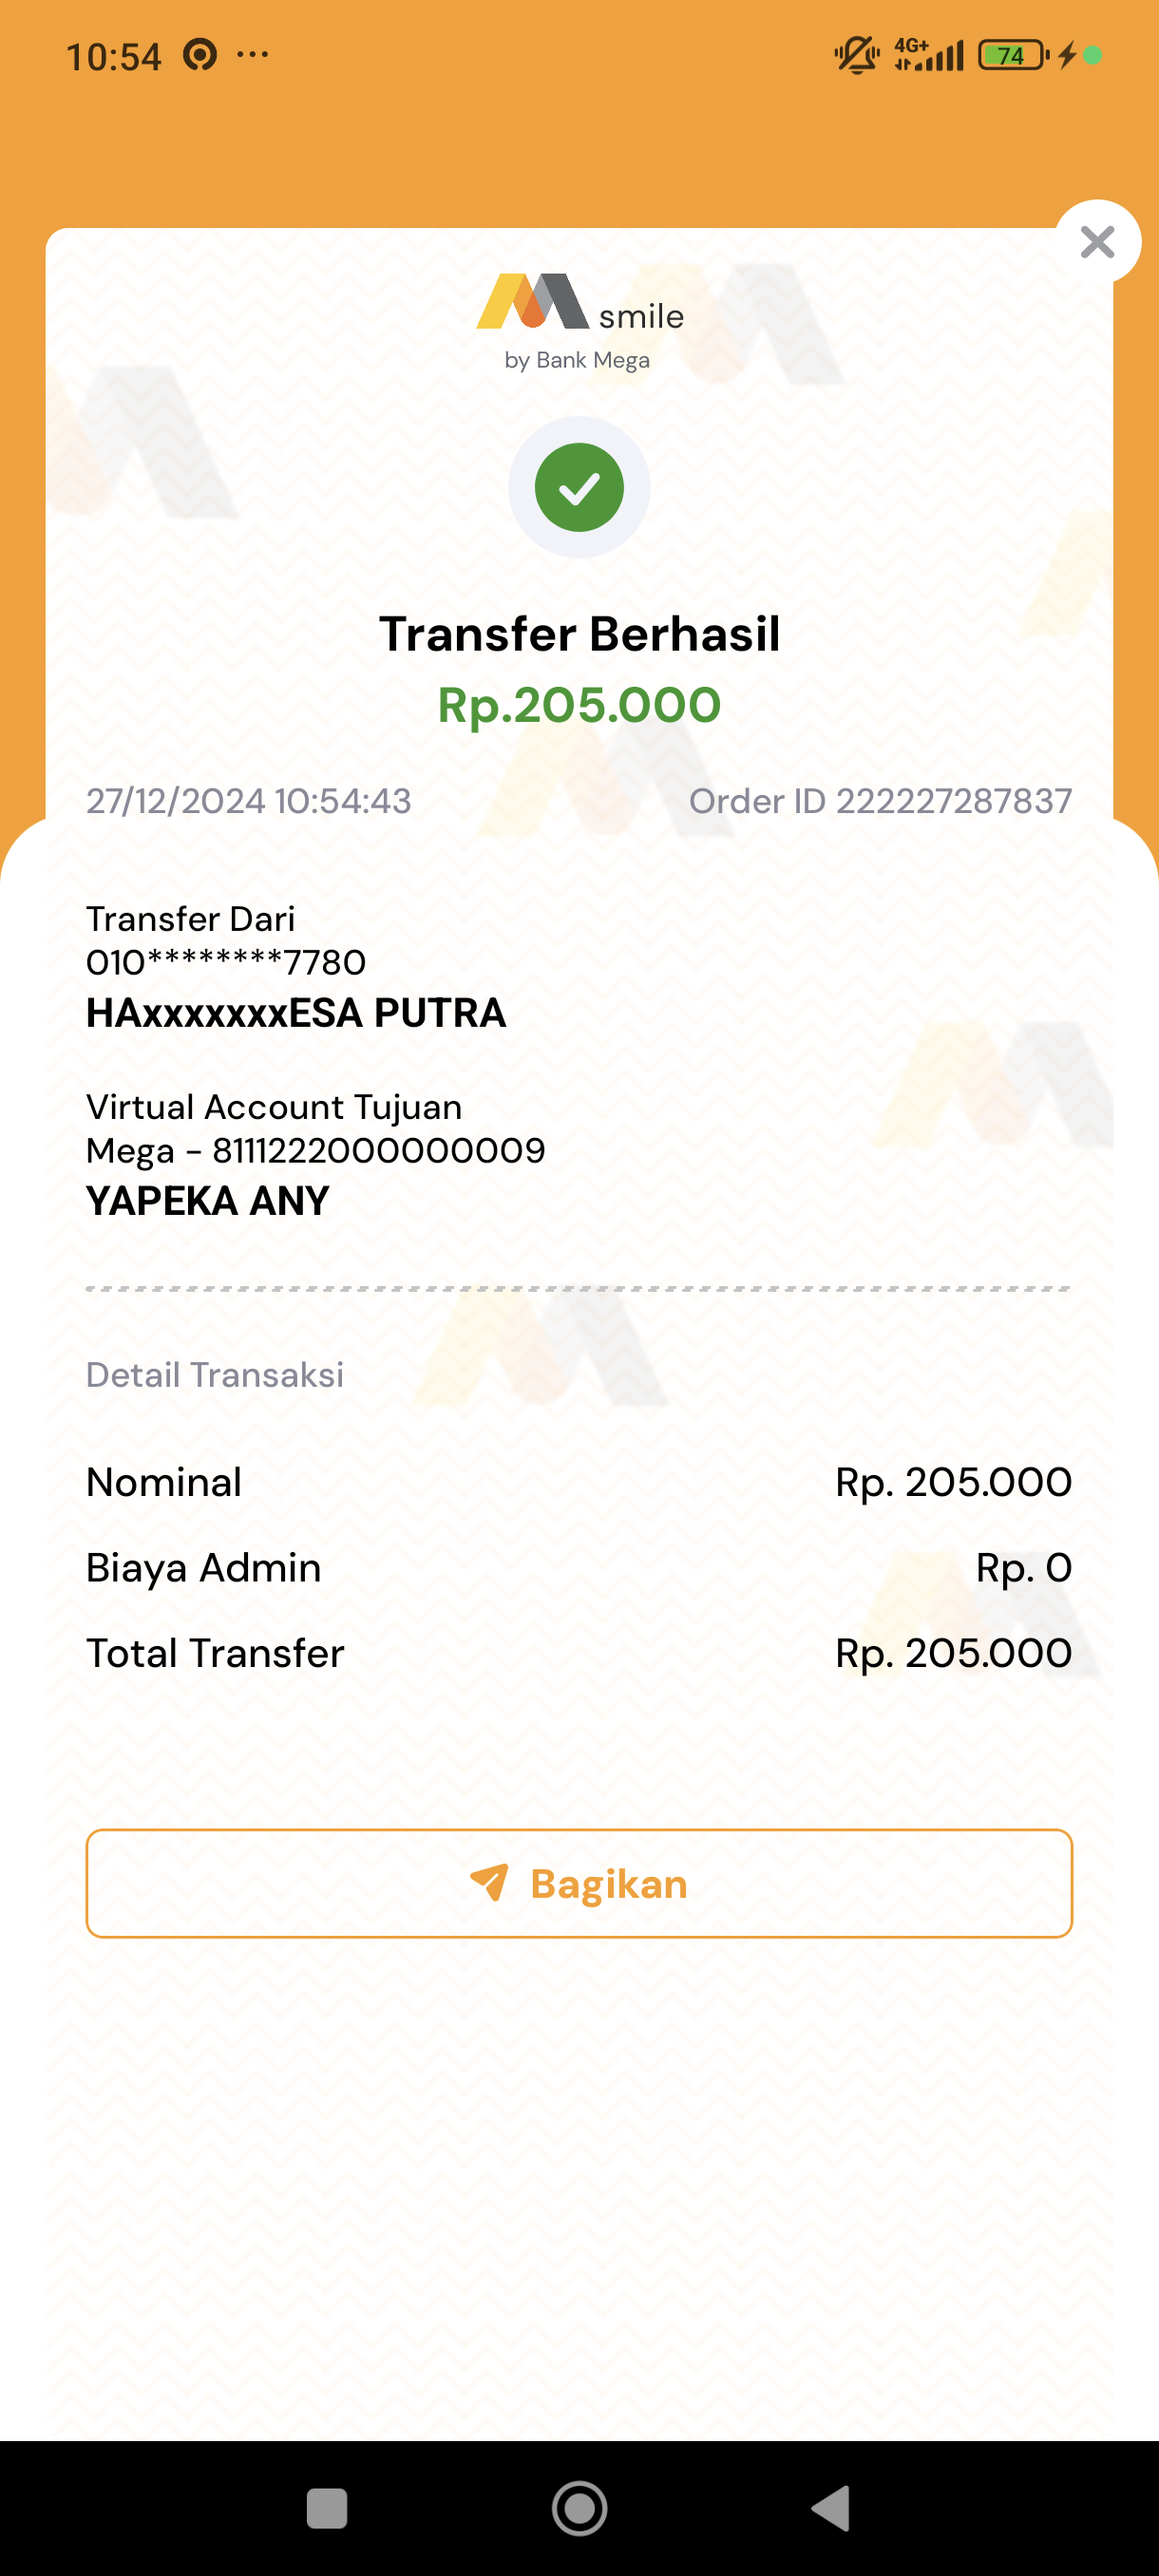 10:54
4G+ 74
smile
by Bank Mega
Transfer Berhasil
Rp.205.000
27/12/2024 10:54:43 Order ID 222227287837
Transfer Dari
010********7780
HAxxxxxxxESA PUTRA
Virtual Account Tujuan
Mega - 8111222000000009
YAPEKA ANY
Detail Transaksi
Nominal Rp. 205.000
Biaya Admin Rp. 0
Total Transfer Rp. 205.000
Bagikan